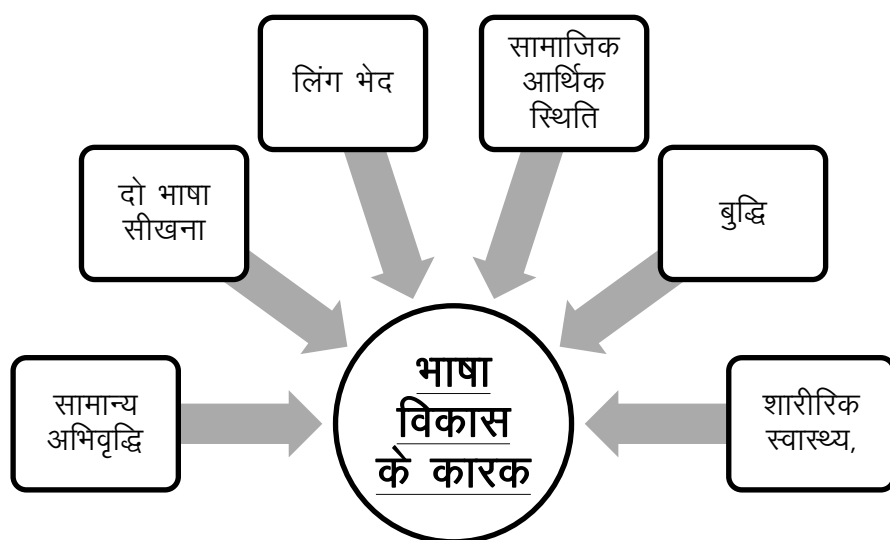 सामाजिक
आर्थिक
स्थिति
लिंग भेद
दो भाषा
सीखना
बुद्धि
सामान्य
अभिवृद्धि
भाषा
विकास
के कारक
शारीरिक
स्वास्थ्य,